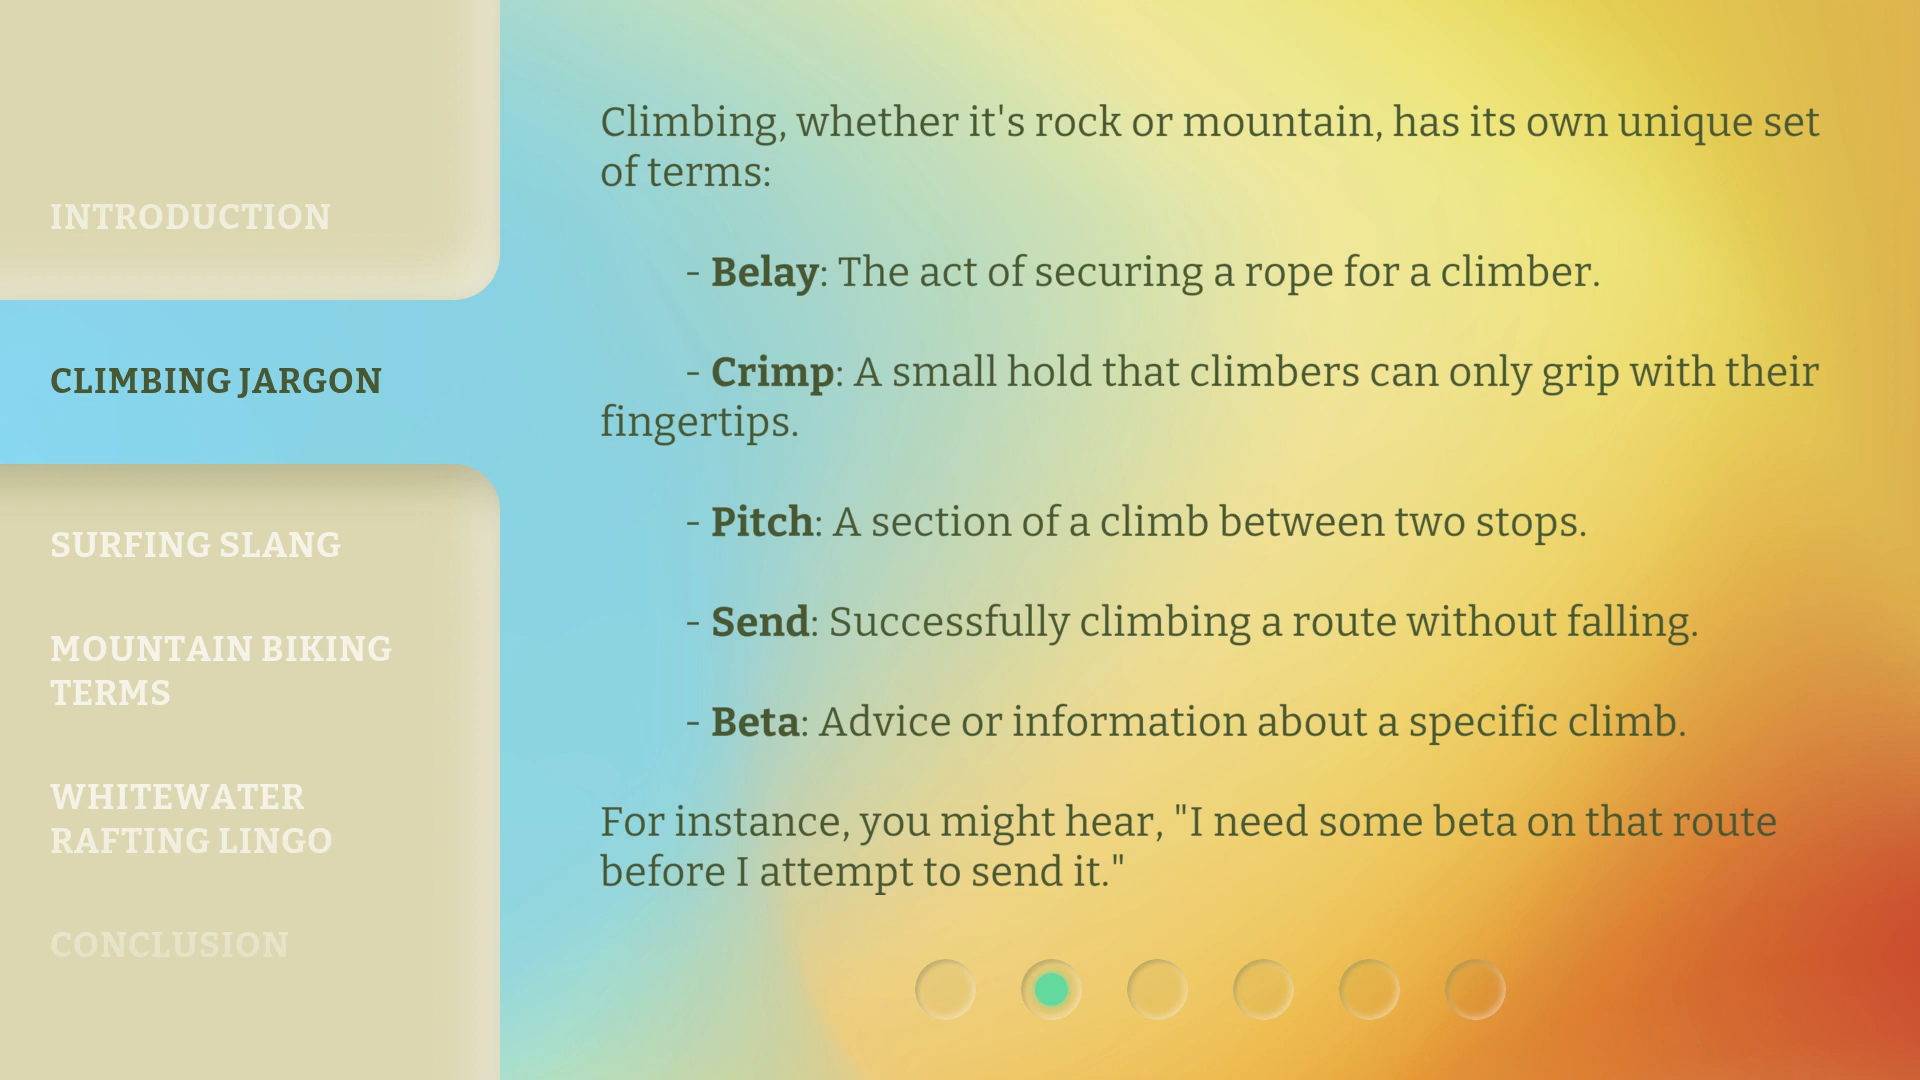 INTRODUCTION
CLIMBING JARGON
SURFING SLANG
MOUNTAIN BIKING
TERMS
WHITEWATER
RAFTING LINGO
CONCLUSION
Climbing, whether it's rock or mountain, has its own unique set
of terms:
- Belay: The act of securing a rope for a climber.
- Crimp: A small hold that climbers can only grip with their
fingertips.
- Pitch: A section of a climb between two stops.
- Send: Successfully climbing a route without falling.
- Beta: Advice or information about a specific climb.
For instance, you might hear, "I need some beta on that route
before I attempt to send it."